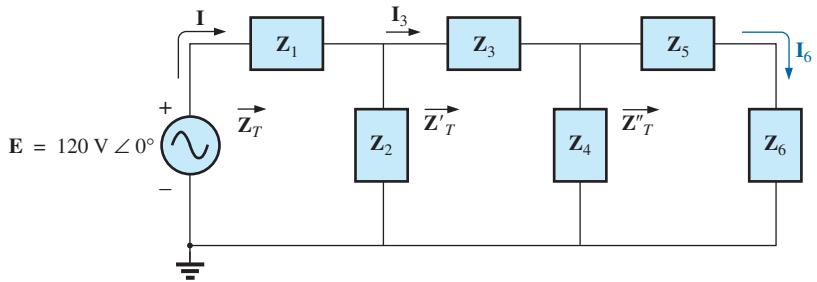 I
I₃
I₆
Z₁
Z₃
Z₅
+
Z_T
Z'_T
Z"_T
E = 120 V ∠ 0°
Z₂
Z₄
Z₆
−